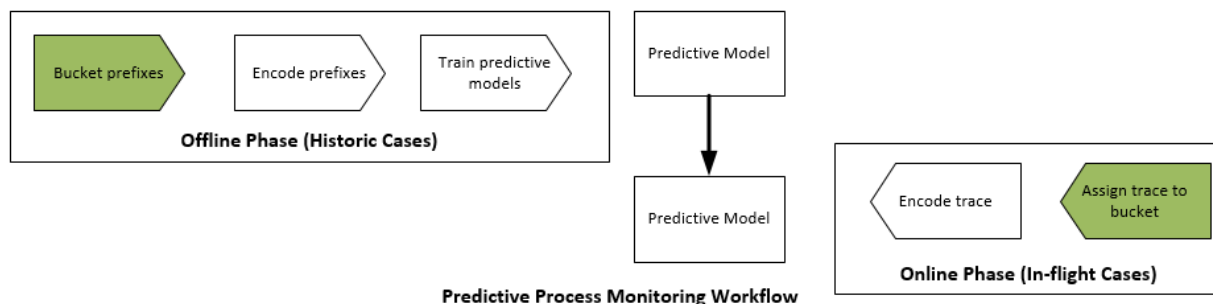 Bucket prefixes
Encode prefixes
Train predictive
models
Offline Phase (Historic Cases)
Predictive Model
Predictive Model
Encode trace
Assign trace to
bucket
Online Phase (In-flight Cases)
Predictive Process Monitoring Workflow